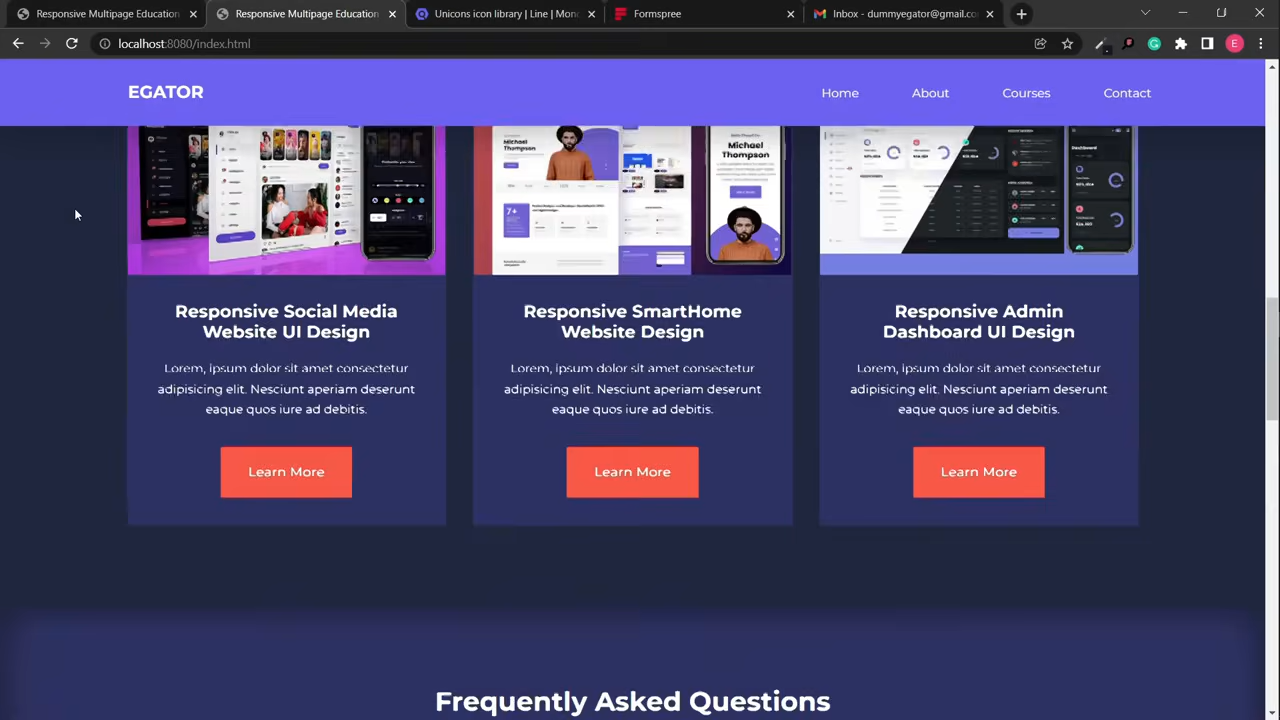 Responsive Multipage Education
Responsive Multipage Education
Unicons icon library | Line | Mon
Formspree
Inbox - dummyegator@gmail.co
localhost:8080/index.html
E
EGATOR
Home
About
Courses
Contact
Michael
Thompson
7+
Michael
Thompson
Dashboard
Responsive Social Media
Website UI Design
Lorem, ipsum dolor sit amet consectetur
adipisicing elit. Nesciunt aperiam deserunt
eaque quos iure ad debitis.
Learn More
Responsive SmartHome
Website Design
Lorem, ipsum dolor sit amet consectetur
adipisicing elit. Nesciunt aperiam deserunt
eaque quos iure ad debitis.
Learn More
Responsive Admin
Dashboard UI Design
Lorem, ipsum dolor sit amet consectetur
adipisicing elit. Nesciunt aperiam deserunt
eaque quos iure ad debitis.
Learn More
Frequently Asked Questions